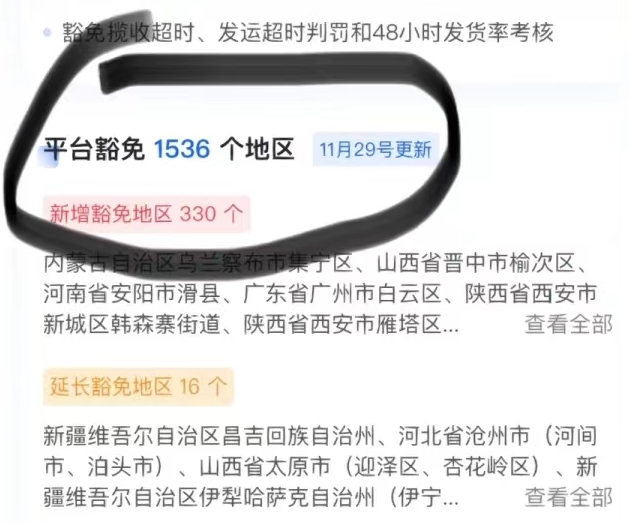 豁免揽收超时、发运超时判罚和48小时发货率考核
平台豁免 1536 个地区 11月29号更新
新增豁免地区 330 个
内蒙古自治区乌兰察布市集宁区、山西省晋中市榆次区、
河南省安阳市滑县、广东省广州市白云区、陕西省西安市
新城区韩森寨街道、陕西省西安市雁塔区... 查看全部
延长豁免地区 16 个
新疆维吾尔自治区昌吉回族自治州、河北省沧州市（河间
市、泊头市）、山西省太原市（迎泽区、杏花岭区）、新
疆维吾尔自治区伊犁哈萨克自治州（伊宁... 查看全部